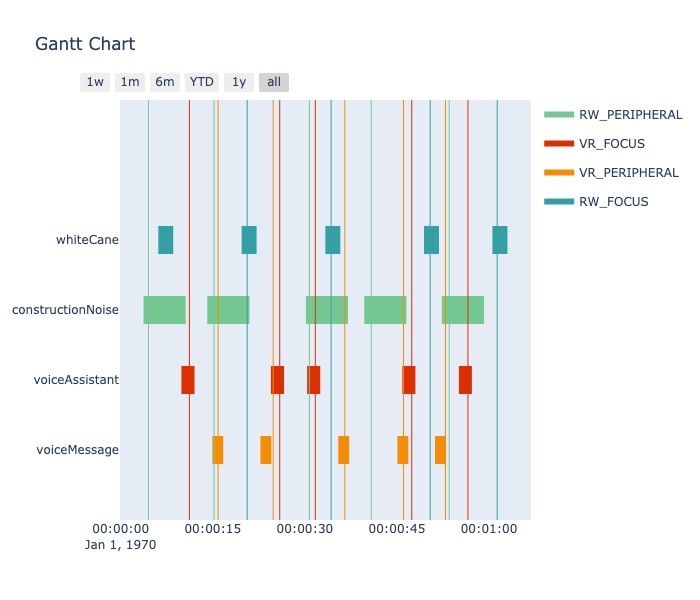 Gantt Chart
1w 1m 6m YTD 1y all
RW_PERIPHERAL
VR_FOCUS
VR_PERIPHERAL
RW_FOCUS
whiteCane
constructionNoise
voiceAssistant
voiceMessage
00:00:00 00:00:15 00:00:30 00:00:45 00:01:00
Jan 1, 1970